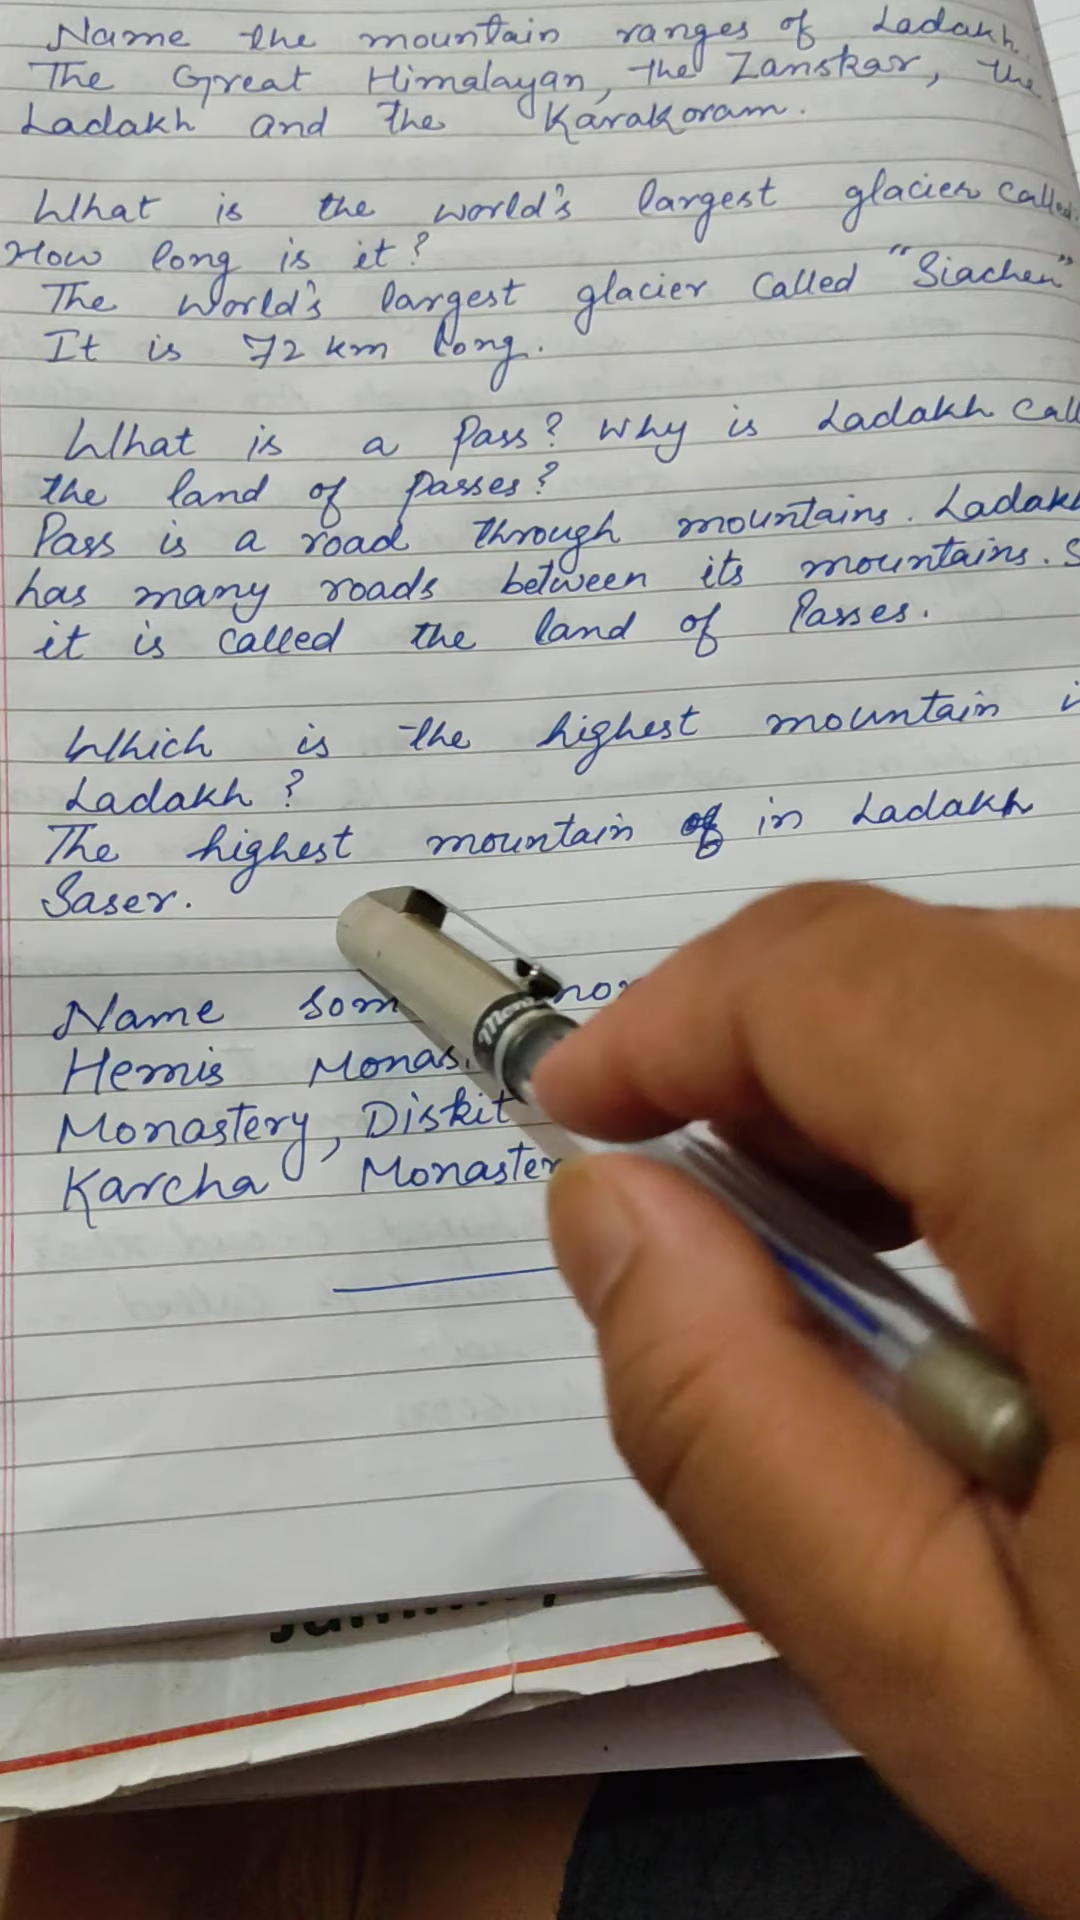 Name the mountain ranges of Ladakh.
The Great Himalayan, the Zanskar, the
Ladakh and the Karakoram.
What is the world's largest glacier called.
How long is it?
The world's largest glacier called "Siachen"
It is 72 km long.
What is a pass? Why is Ladakh call
the land of passes?
Pass is a road through mountains. Ladakh
has many roads between its mountains. S
it is called the land of Passes.
Which is the highest mountain i
Ladakh?
The highest mountain in Ladakh
Saser.
Name som
Hemis Monas
Monastery, Diskit
Karcha Monaster